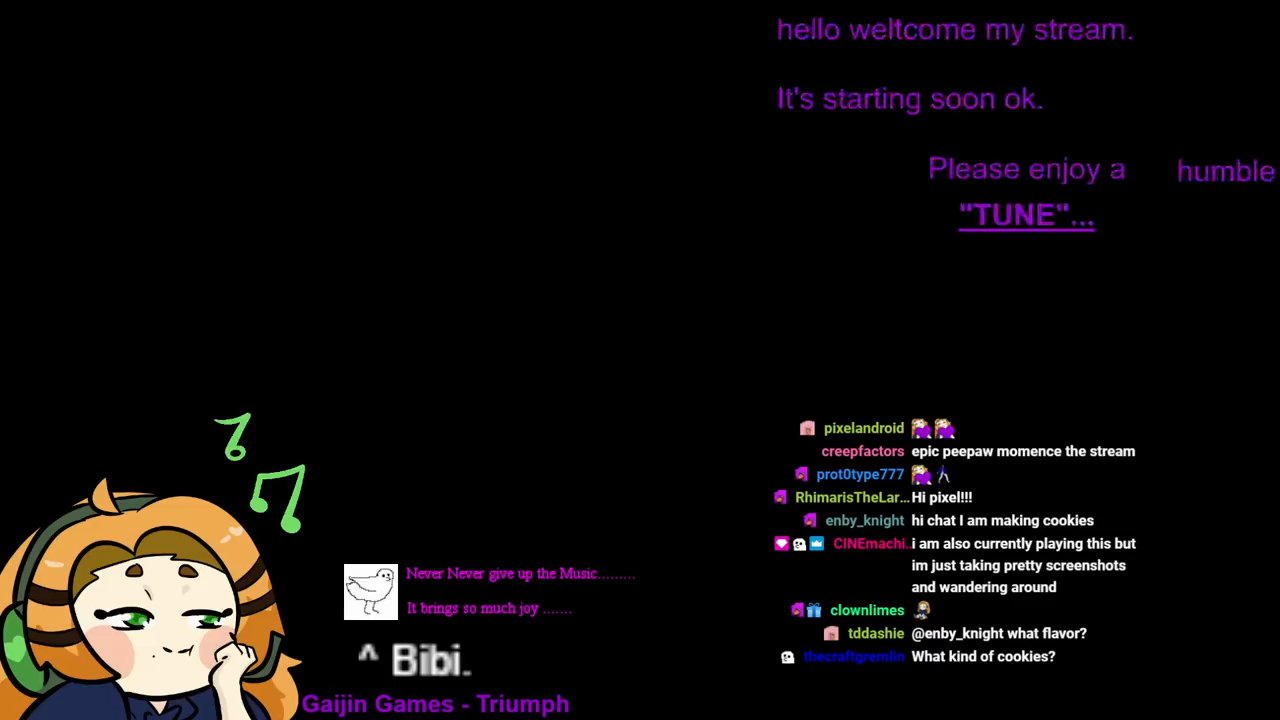 hello weltcome my stream.
It's starting soon ok.
Please enjoy a humble
"TUNE"...
pixelandroid
creepfactors epic peepaw momence the stream
prot0type777
RhimarisTheLar... Hi pixel!!!
enby_knight hi chat I am making cookies
CINEmachi... i am also currently playing this but
im just taking pretty screenshots
and wandering around
clownlimes
tddashie @enby_knight what flavor?
thecraftgremlin What kind of cookies?
Never Never give up the Music.........
It brings so much joy .......
^ Bibi.
Gaijin Games - Triumph